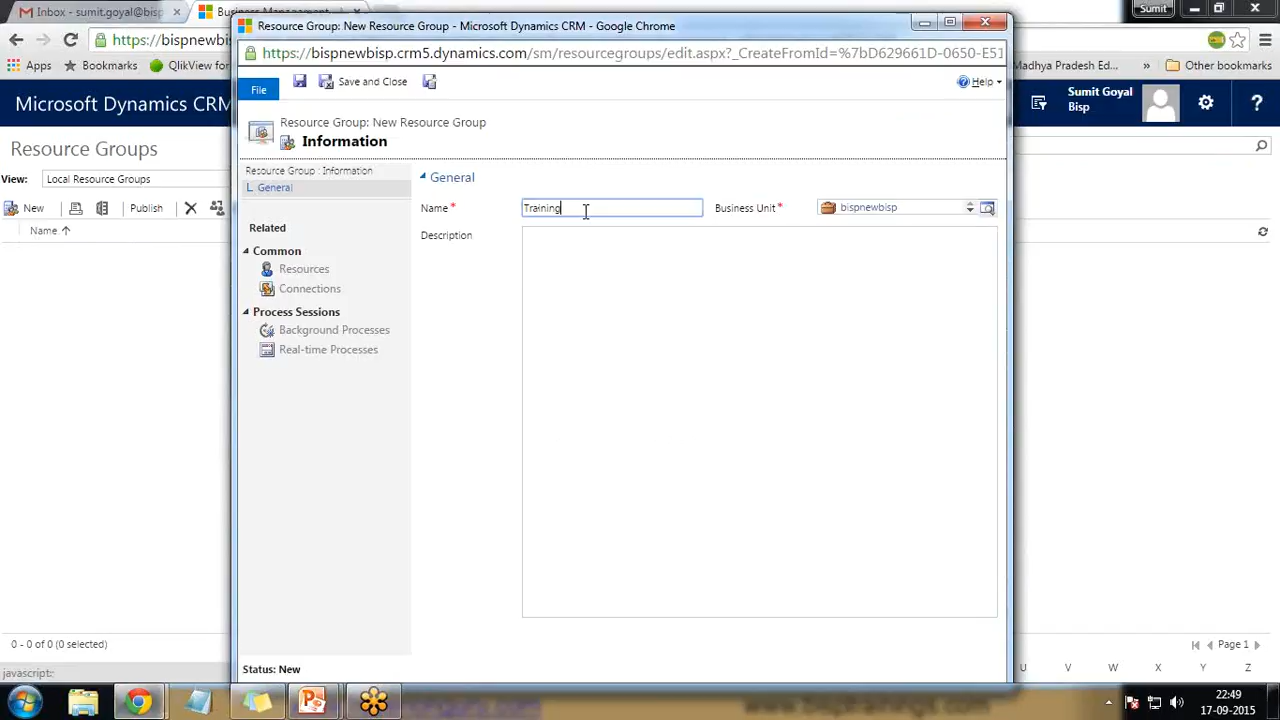 Inbox - sumit.goyal@bisp
Business Manageme
Resource Group: New Resource Group - Microsoft Dynamics CRM - Google Chrome
Sumit
https://bispnewbi
https://bispnewbisp.crm5.dynamics.com/sm/resourcegroups/edit.aspx?_CreateFromId=%7bD629661D-0650-E51
Apps
Bookmarks
QlikView for
Madhya Pradesh Ed...
»
Other bookmarks
File
Save and Close
Help
Microsoft Dynamics CRM
Sumit Goyal
Bisp
?
Resource Groups
Resource Group: New Resource Group
Information
View:
Local Resource Groups
Resource Group : Information
General
General
New
Publish
Name*
Training
Business Unit*
bispnewbisp
Name
Related
Description
Common
Resources
Connections
Process Sessions
Background Processes
Real-time Processes
0 - 0 of 0 (0 selected)
Page 1
javascript:
Status: New
U V W X Y Z
22:49
17-09-2015